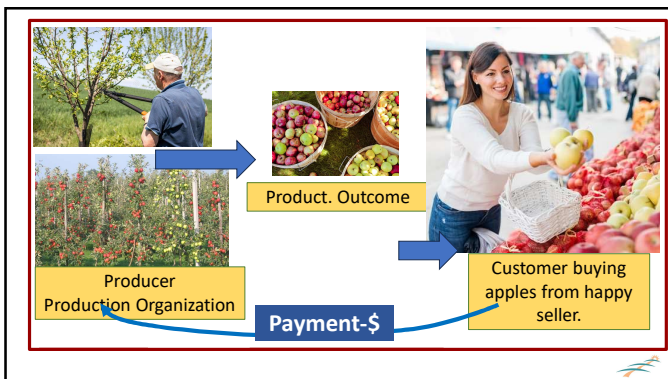 Product. Outcome
Producer
Production Organization
Customer buying
apples from happy
seller.
Payment-$